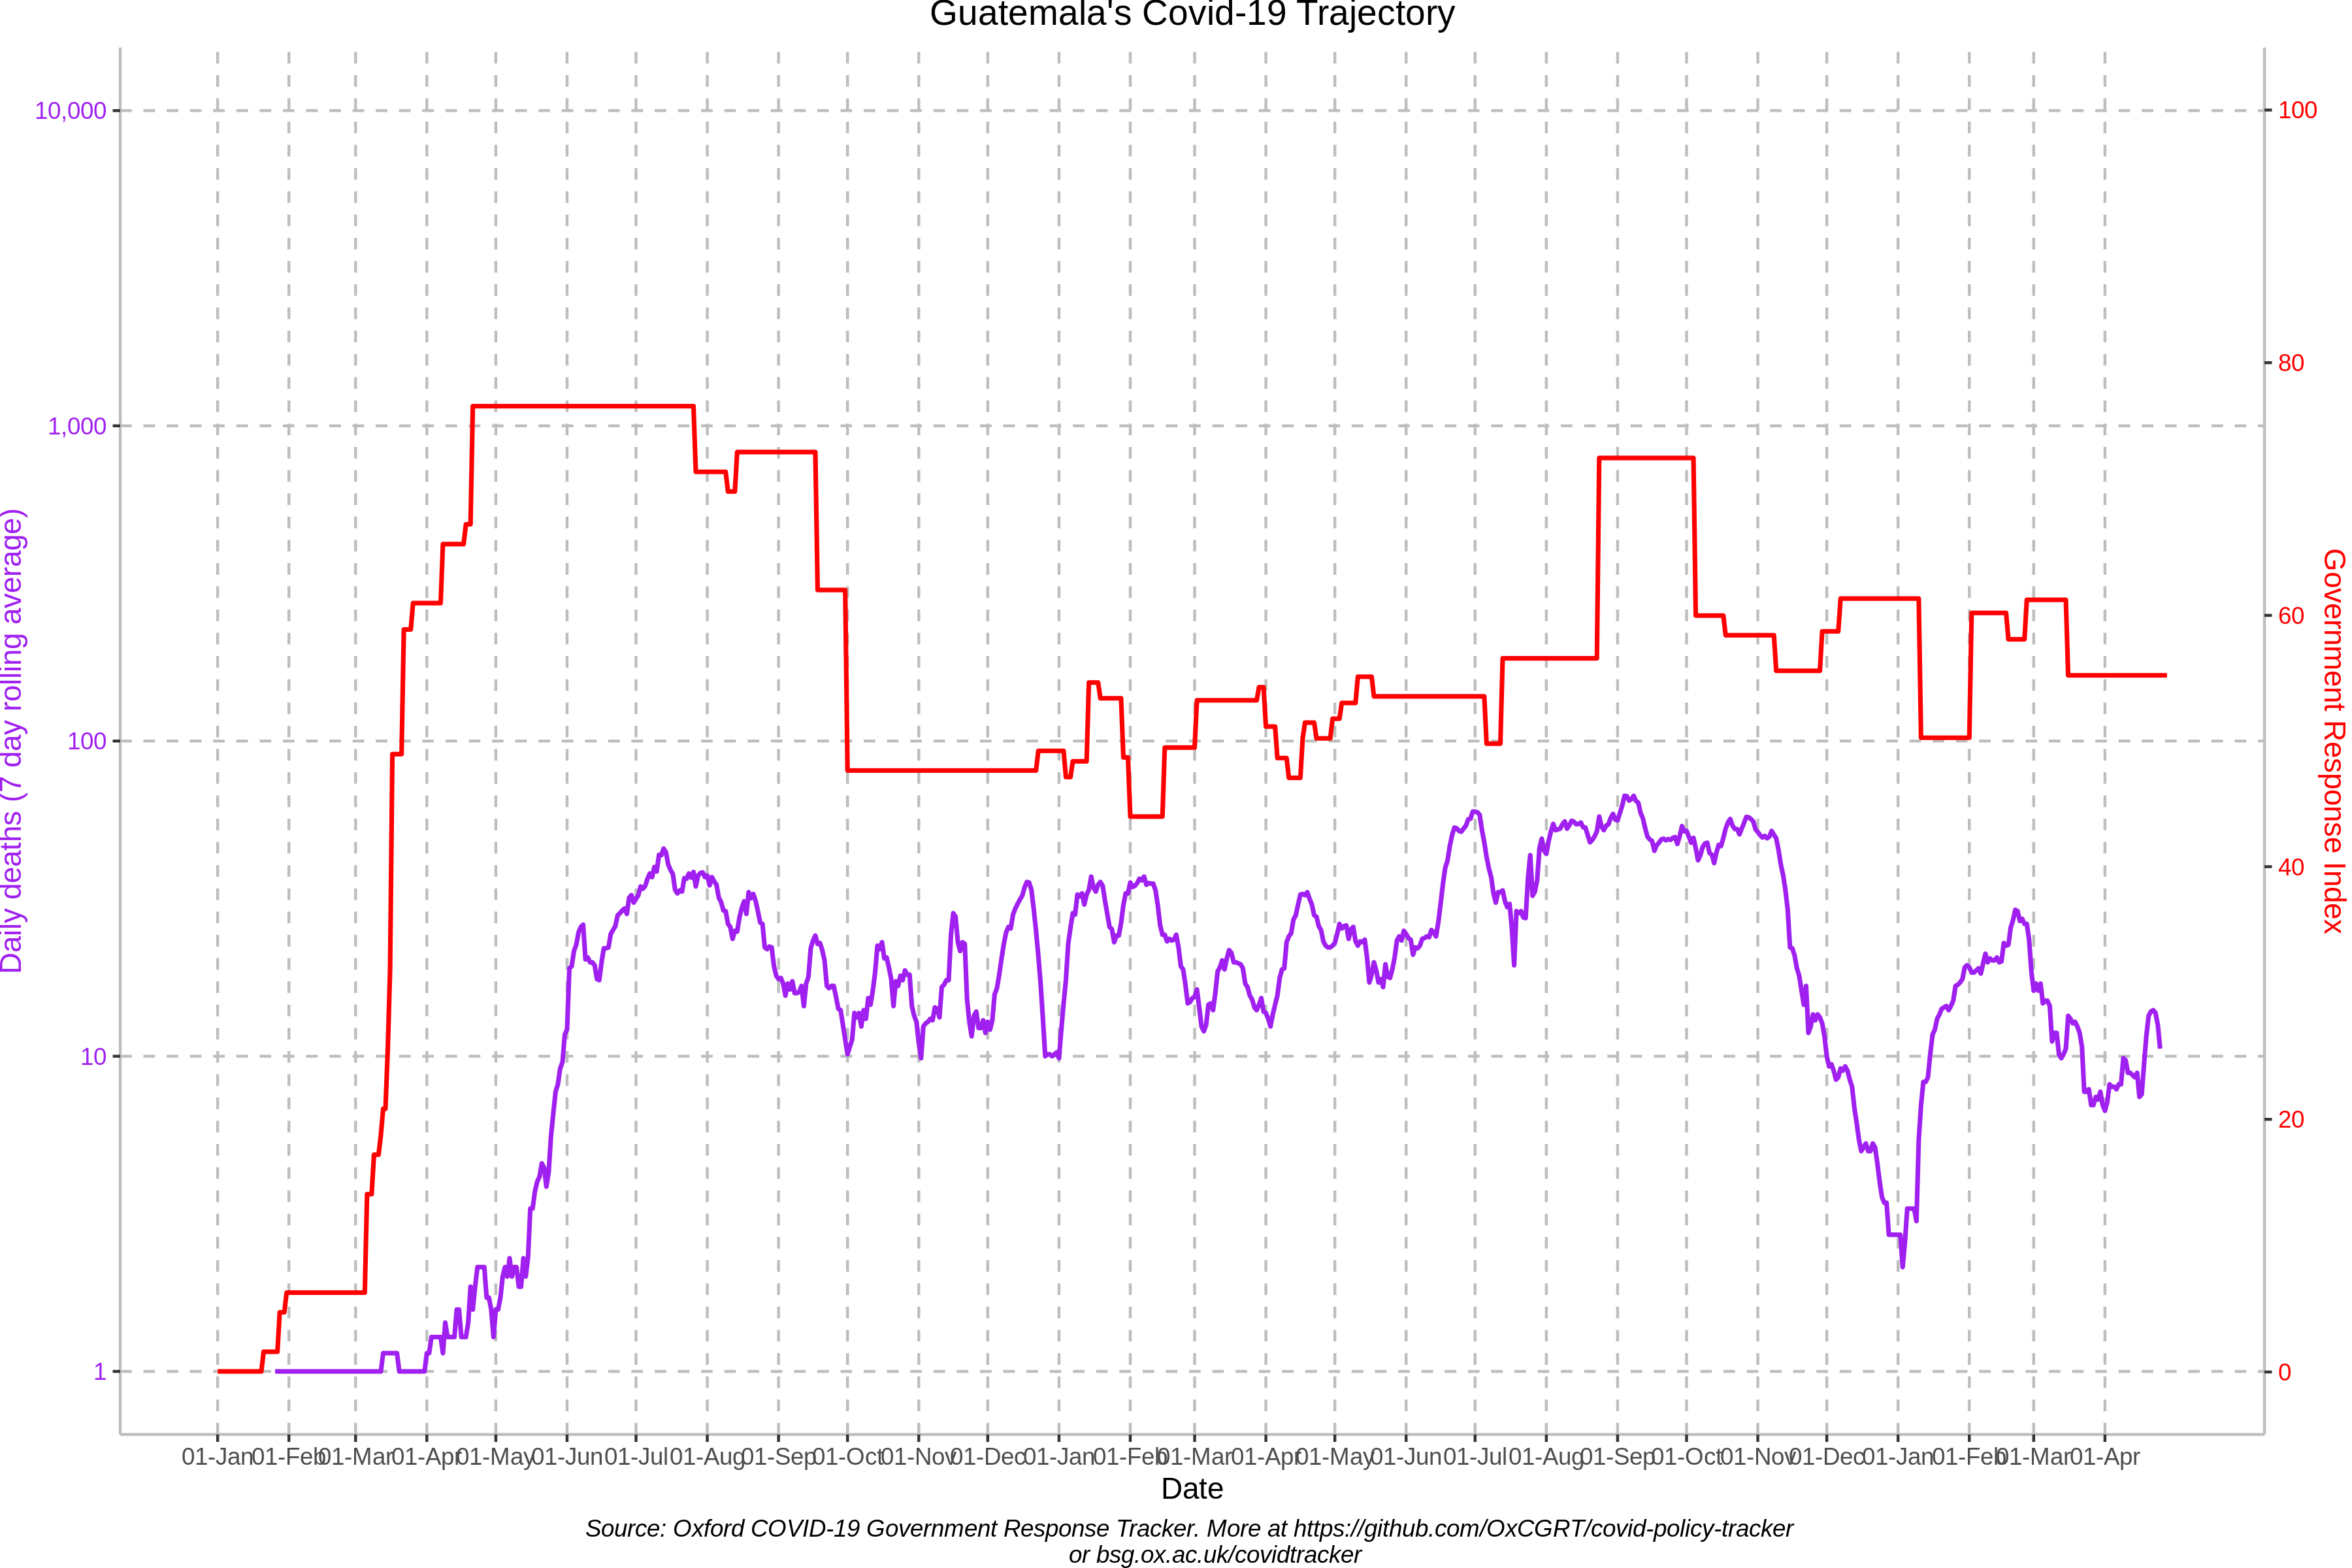 Guatemala's Covid-19 Trajectory
10,000
1,000
100
10
1
Daily deaths (7 day rolling average)
100
80
60
40
20
0
Government Response Index
01-Jan 01-Feb 01-Mar 01-Apr 01-May 01-Jun 01-Jul 01-Aug 01-Sep 01-Oct 01-Nov 01-Dec 01-Jan 01-Feb 01-Mar 01-Apr 01-May 01-Jun 01-Jul 01-Aug 01-Sep 01-Oct 01-Nov 01-Dec 01-Jan 01-Feb 01-Mar 01-Apr
Date
Source: Oxford COVID-19 Government Response Tracker. More at https://github.com/OxCGRT/covid-policy-tracker
or bsg.ox.ac.uk/covidtracker